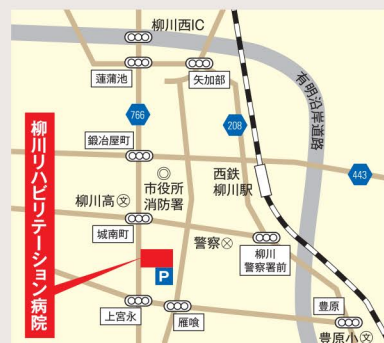 柳川西IC
蓮蒲池
矢加部
有明沿岸道路
766
208
鍛冶屋町
443
柳川リハビリテーション病院
市役所
消防署
西鉄
柳川駅
柳川高 文
城南町
警察
柳川
警察署前
P
上宮永
雁喰
豊原
豊原小 文